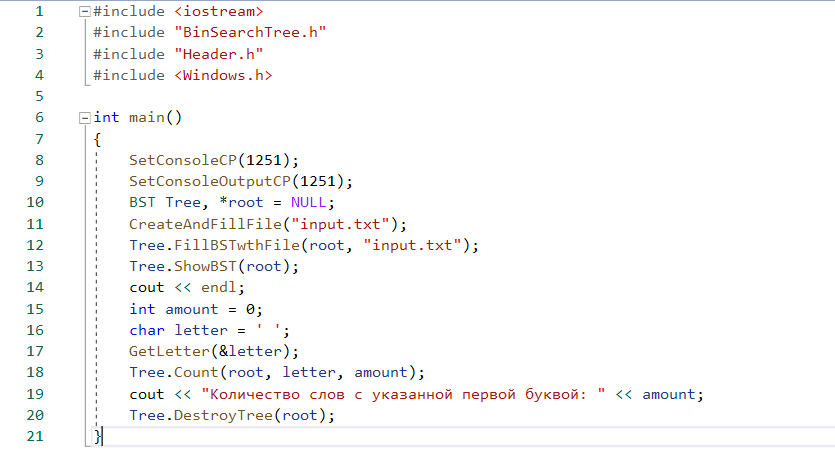 1 #include <iostream>
2 #include "BinSearchTree.h"
3 #include "Header.h"
4 #include <Windows.h>
5
6 int main()
7 {
8 SetConsoleCP(1251);
9 SetConsoleOutputCP(1251);
10 BST Tree, *root = NULL;
11 CreateAndFillFile("input.txt");
12 Tree.FillBSTwthFile(root, "input.txt");
13 Tree.ShowBST(root);
14 cout << endl;
15 int amount = 0;
16 char letter = ' ';
17 GetLetter(&letter);
18 Tree.Count(root, letter, amount);
19 cout << "Количество слов с указанной первой буквой: " << amount;
20 Tree.DestroyTree(root);
21 }